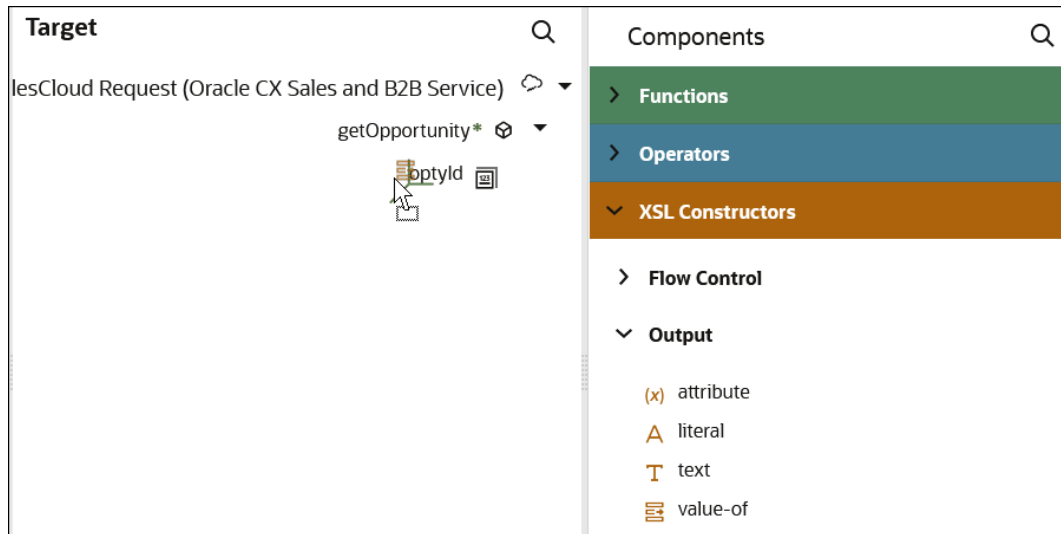 Target
lesCloud Request (Oracle CX Sales and B2B Service)
getOpportunity*
optyId
Components
Functions
Operators
XSL Constructors
Flow Control
Output
(x) attribute
A literal
T text
value-of